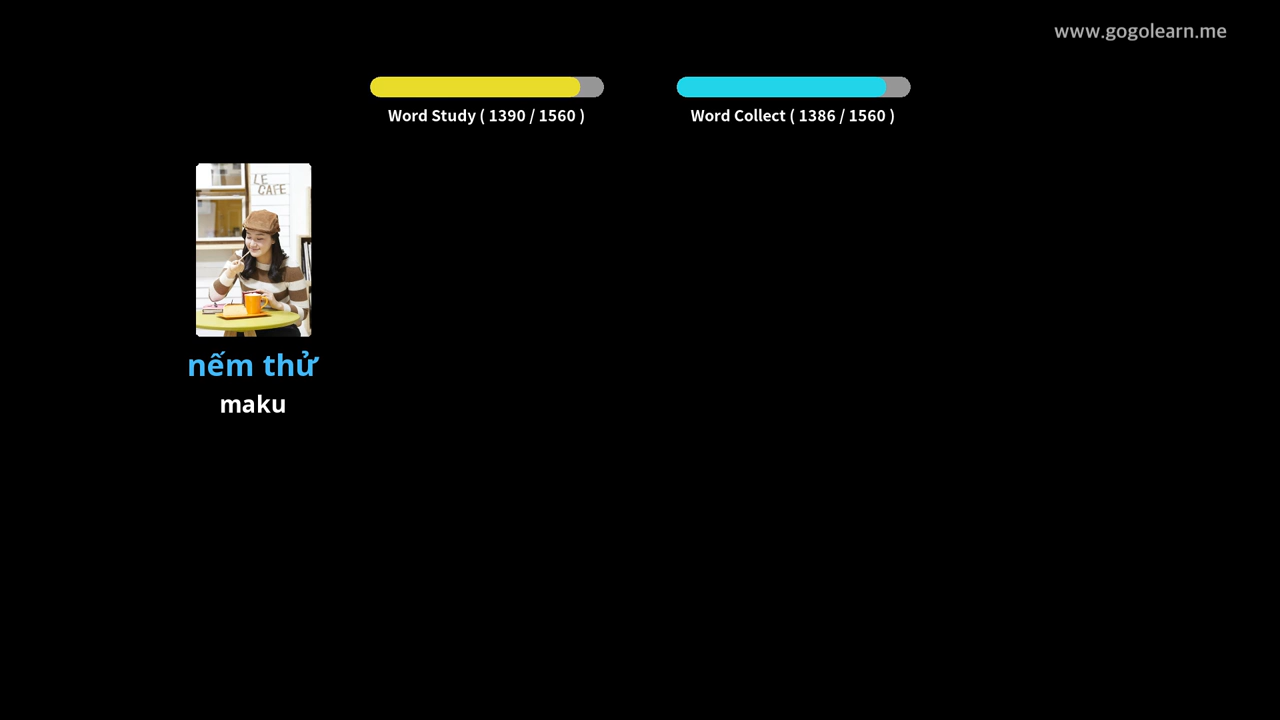 www.gogolearn.me
Word Study ( 1390 / 1560 )
Word Collect ( 1386 / 1560 )
LE
CAFE
nếm thử
maku